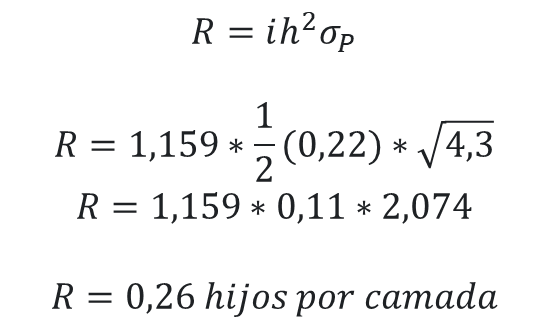 R = ih²σ_P
R = 1,159 * 1/2 (0,22) * √4,3
R = 1,159 * 0,11 * 2,074
R = 0,26 hijos por camada